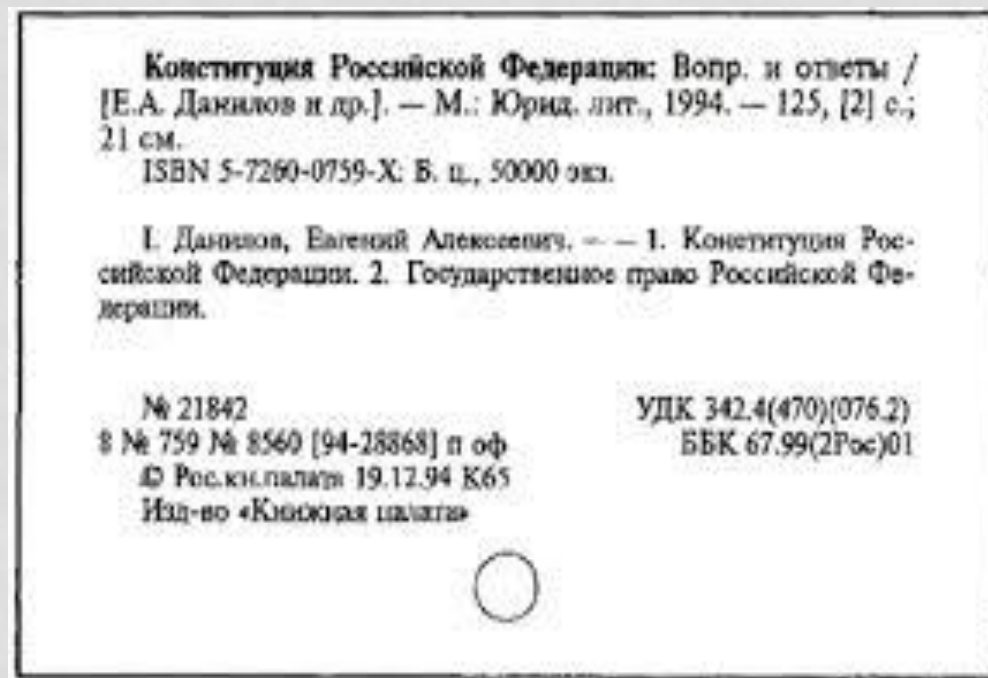 Конституция Российской Федерации: Вопр. и ответы /
[Е.А. Данилов и др.]. — М.: Юрид. лит., 1994. — 125, [2] с.;
21 см.
ISBN 5-7260-0759-X: Б. ц., 50000 экз.
I. Данилов, Евгений Алексеевич. — — 1. Конституция Рос-
сийской Федерации. 2. Государственное право Российской Фе-
дерации.
№ 21842
УДК 342.4(470)(076.2)
8 № 759 № 8560 [94-28868] п оф
ББК 67.99(2Рос)01
© Рос.кн.палата 19.12.94 К65
Изд-во «Книжная палата»